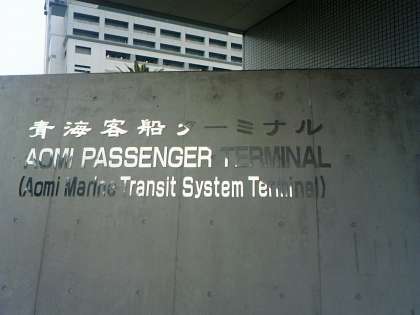 青海客船ターミナル
AOMI PASSENGER TERMINAL
(Aomi Marine Transit System Terminal)